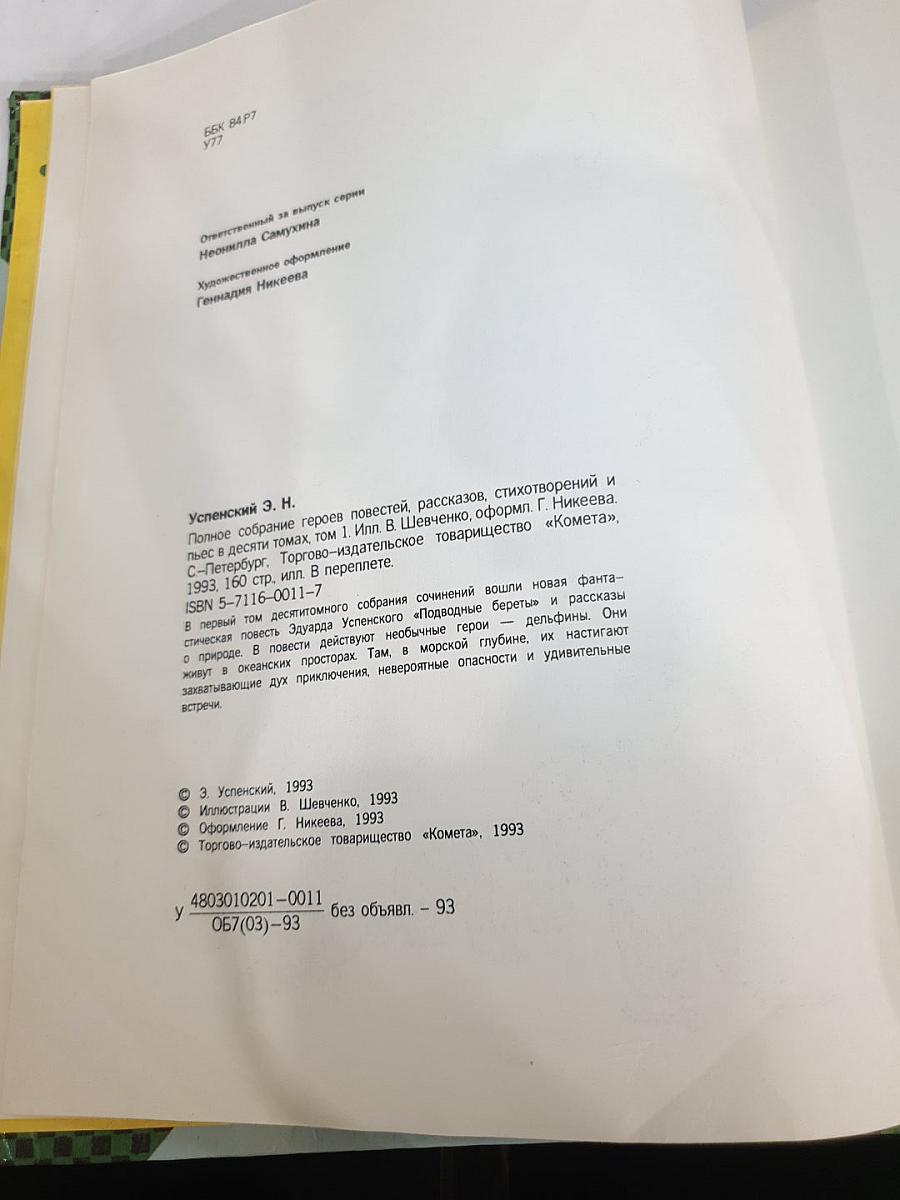 ББК 84Р7
У77
Ответственный за выпуск серии
Неонилла Самухина
Художественное оформление
Геннадия Никеева
Успенский Э. Н.
Полное собрание героев повестей, рассказов, стихотворений и
пьес в десяти томах, том 1. Илл. В. Шевченко, оформл. Г. Никеева.
С.–Петербург, Торгово–издательское товарищество «Комета»,
1993, 160 стр., илл. В переплете.
ISBN 5–7116–0011–7
В первый том десятитомного собрания сочинений вошли новая фанта–
стическая повесть Эдуарда Успенского «Подводные береты» и рассказы
о природе. В повести действуют необычные герои — дельфины. Они
живут в океанских просторах. Там, в морской глубине, их настигают
захватывающие дух приключения, невероятные опасности и удивительные
встречи.
© Э. Успенский, 1993
© Иллюстрации В. Шевченко, 1993
© Оформление Г. Никеева, 1993
© Торгово–издательское товарищество «Комета», 1993
У 4803010201–0011
ОБ7(03)–93 без объявл. – 93